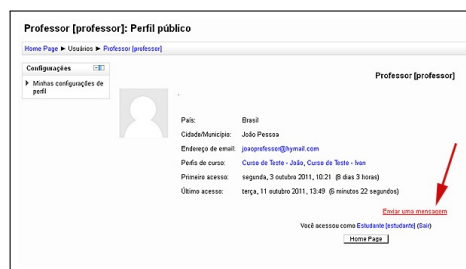 Professor [professor]: Perfil público
Home Page ► Usuários ► Professor [professor]
Configurações
Minhas configurações de perfil
Professor [professor]
País: Brasil
Cidade/Município: João Pessoa
Endereço de email: joaoprofessor@hymail.com
Perfis de curso: Curso de Teste - João, Curso de Teste - Ivan
Primeiro acesso: segunda, 3 outubro 2011, 10:21 (8 dias 3 horas)
Último acesso: terça, 11 outubro 2011, 13:49 (6 minutos 22 segundos)
Enviar uma mensagem
Você acessou como Estudante [estudante] (Sair)
Home Page